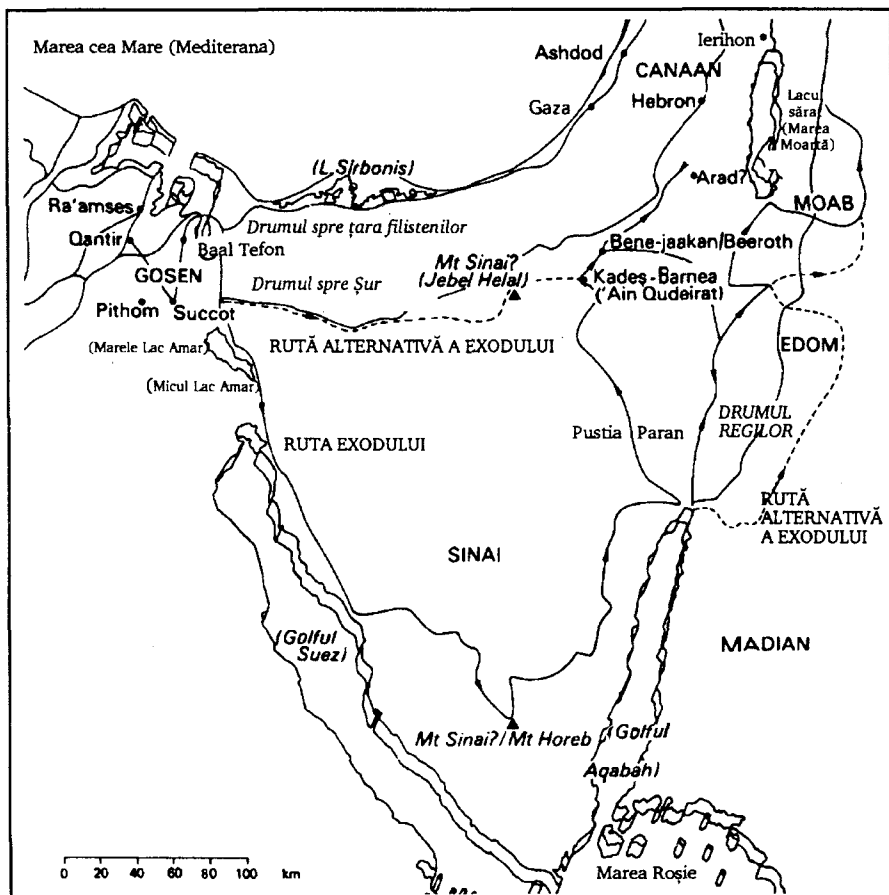 Marea cea Mare (Mediterana)
Ierihon
Ashdod
CANAAN
Gaza
Hebron
Lacu
săra
(Marea
Moartă)
(L. Sirbonis)
Arad?
MOAB
Ra'amses
Drumul spre țara filistenilor
Qantir
Baal Tefon
Bene-jaakan/Beeroth
GOSEN
Mt Sinai?
(Jebel Helal)
Drumul spre Șur
Kadeș-Barnea
('Ain Qudeirat)
Pithom
Succot
(Marele Lac Amar)
RUTĂ ALTERNATIVĂ A EXODULUI
EDOM
(Micul Lac Amar)
DRUMUL
REGILOR
RUTA EXODULUI
Pustia Paran
RUTĂ
ALTERNATIVĂ
A EXODULUI
SINAI
(Golful
Suez)
MADIAN
Mt Sinai?/Mt Horeb
(Golful
Aqabah)
Marea Roșie
0 20 40 60 80 100 km